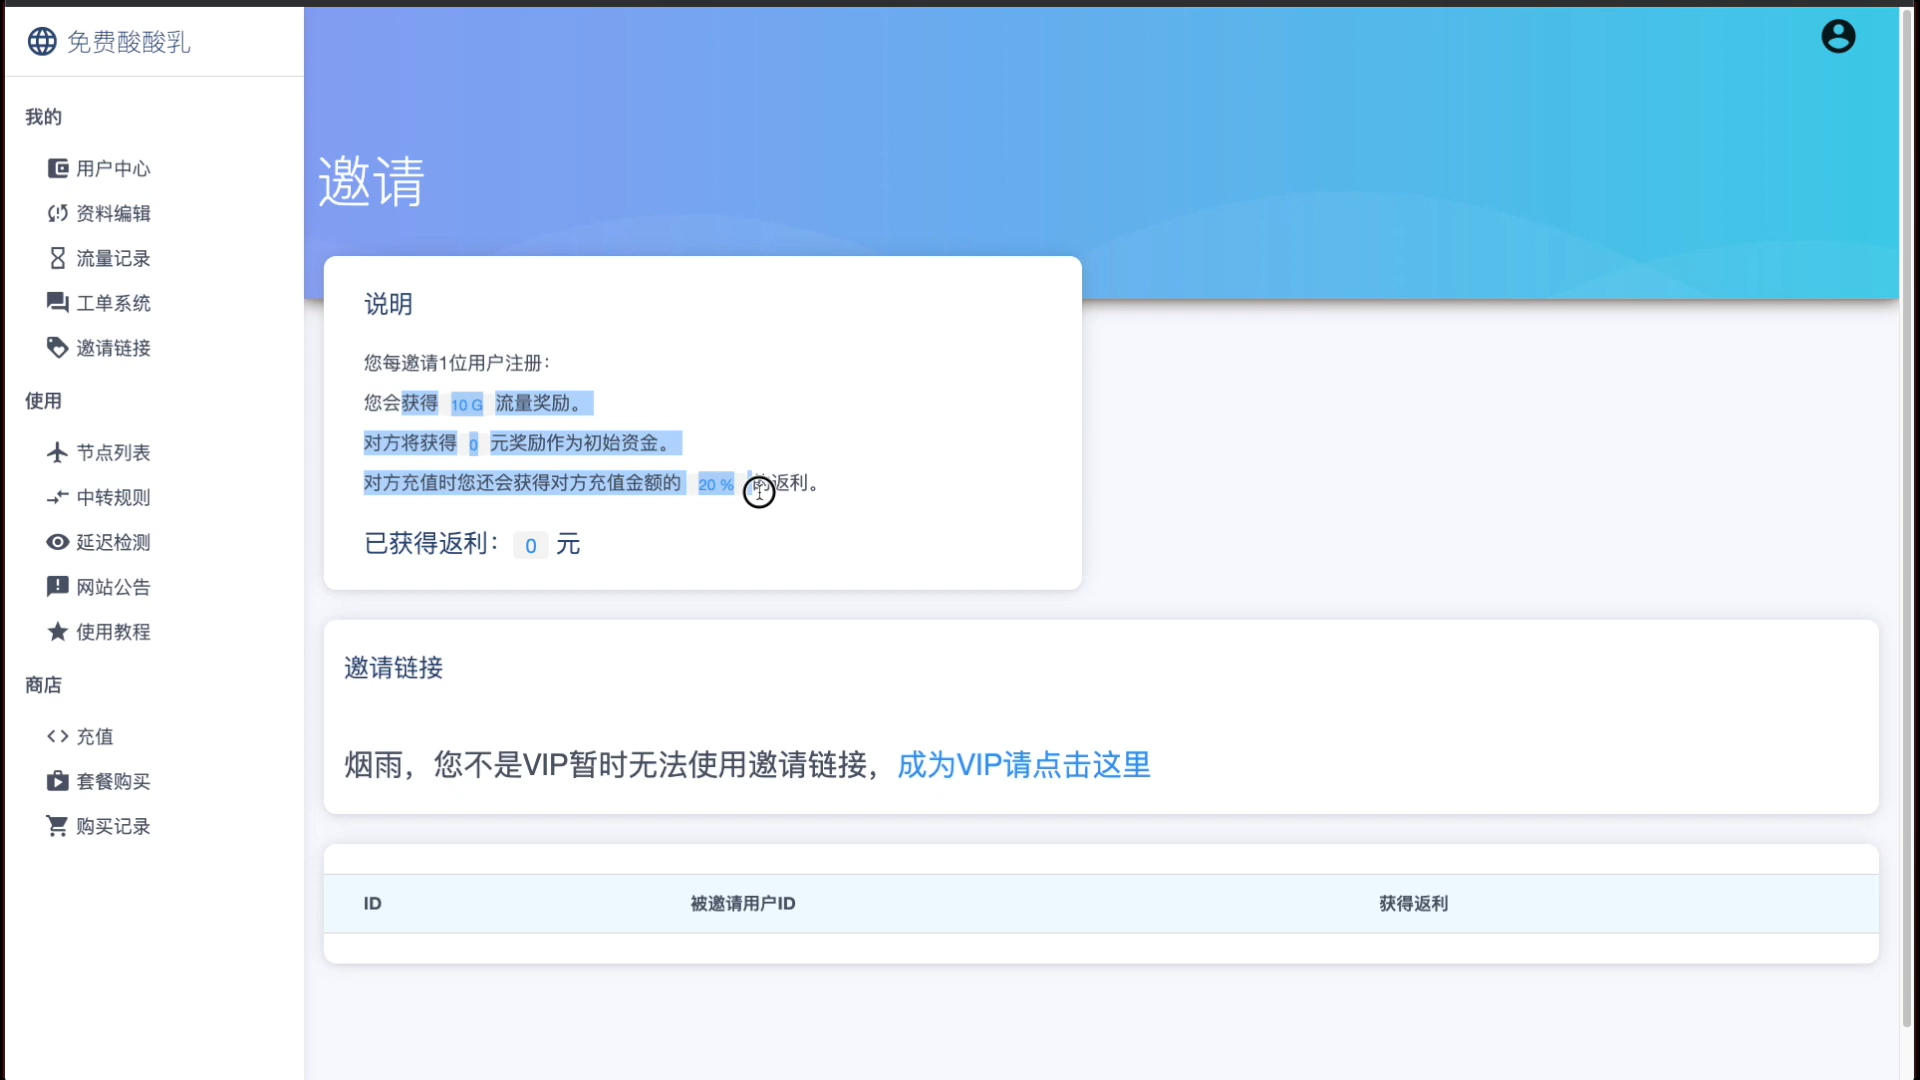 免费酸酸乳
我的
用户中心
资料编辑
流量记录
工单系统
邀请链接
使用
节点列表
中转规则
延迟检测
网站公告
使用教程
商店
充值
套餐购买
购买记录
邀请
说明
您每邀请1位用户注册：
您会获得 10 G 流量奖励。
对方将获得 0 元奖励作为初始资金。
对方充值时您还会获得对方充值金额的 20 % 的返利。
已获得返利： 0 元
邀请链接
烟雨，您不是VIP暂时无法使用邀请链接，成为VIP请点击这里
ID 被邀请用户ID 获得返利